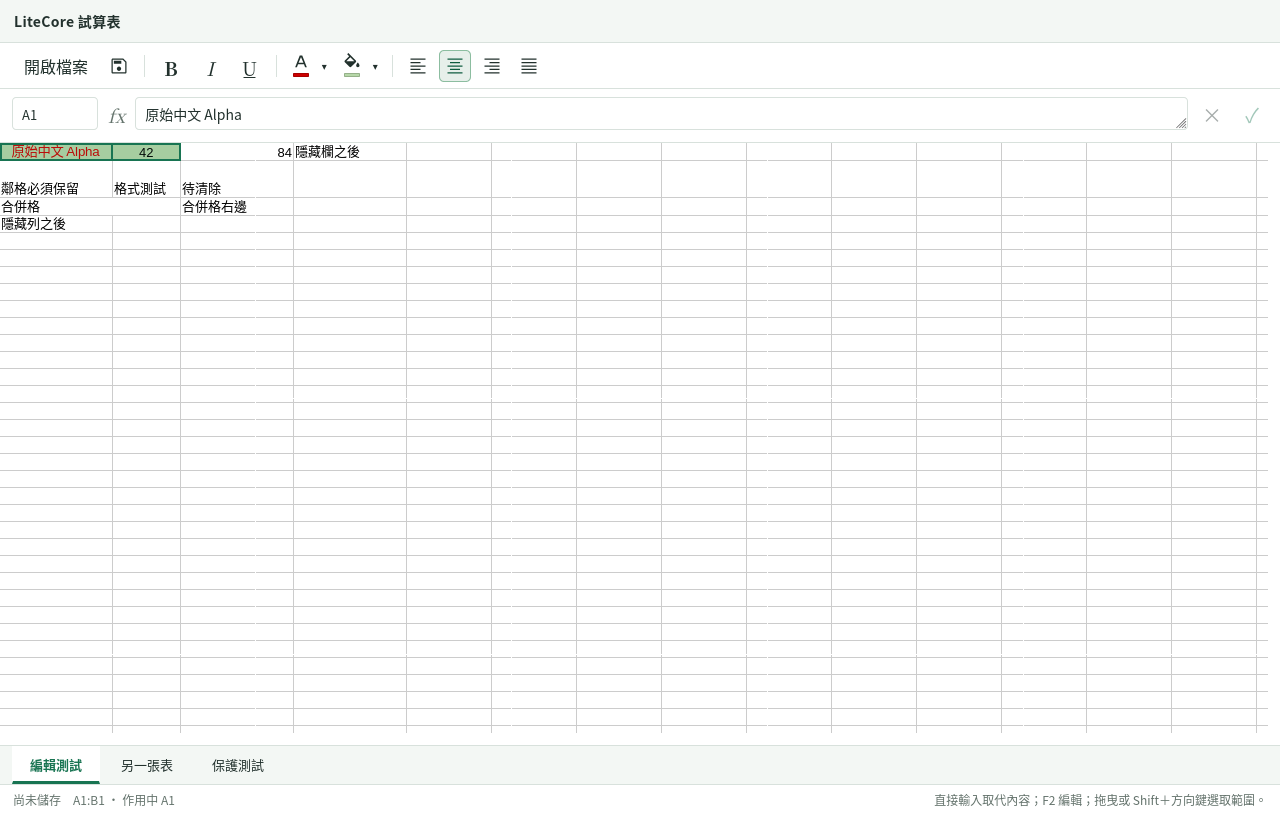 LiteCore 試算表
開啟檔案 B I U A
A1 fx 原始中文 Alpha
原始中文 Alpha 42 84 隱藏欄之後
鄰格必須保留 格式測試 待清除
合併格 合併格右邊
隱藏列之後
編輯測試 另一張表 保護測試
尚未儲存 A1:B1 · 作用中 A1 直接輸入取代內容；F2 編輯；拖曳或 Shift＋方向鍵選取範圍。